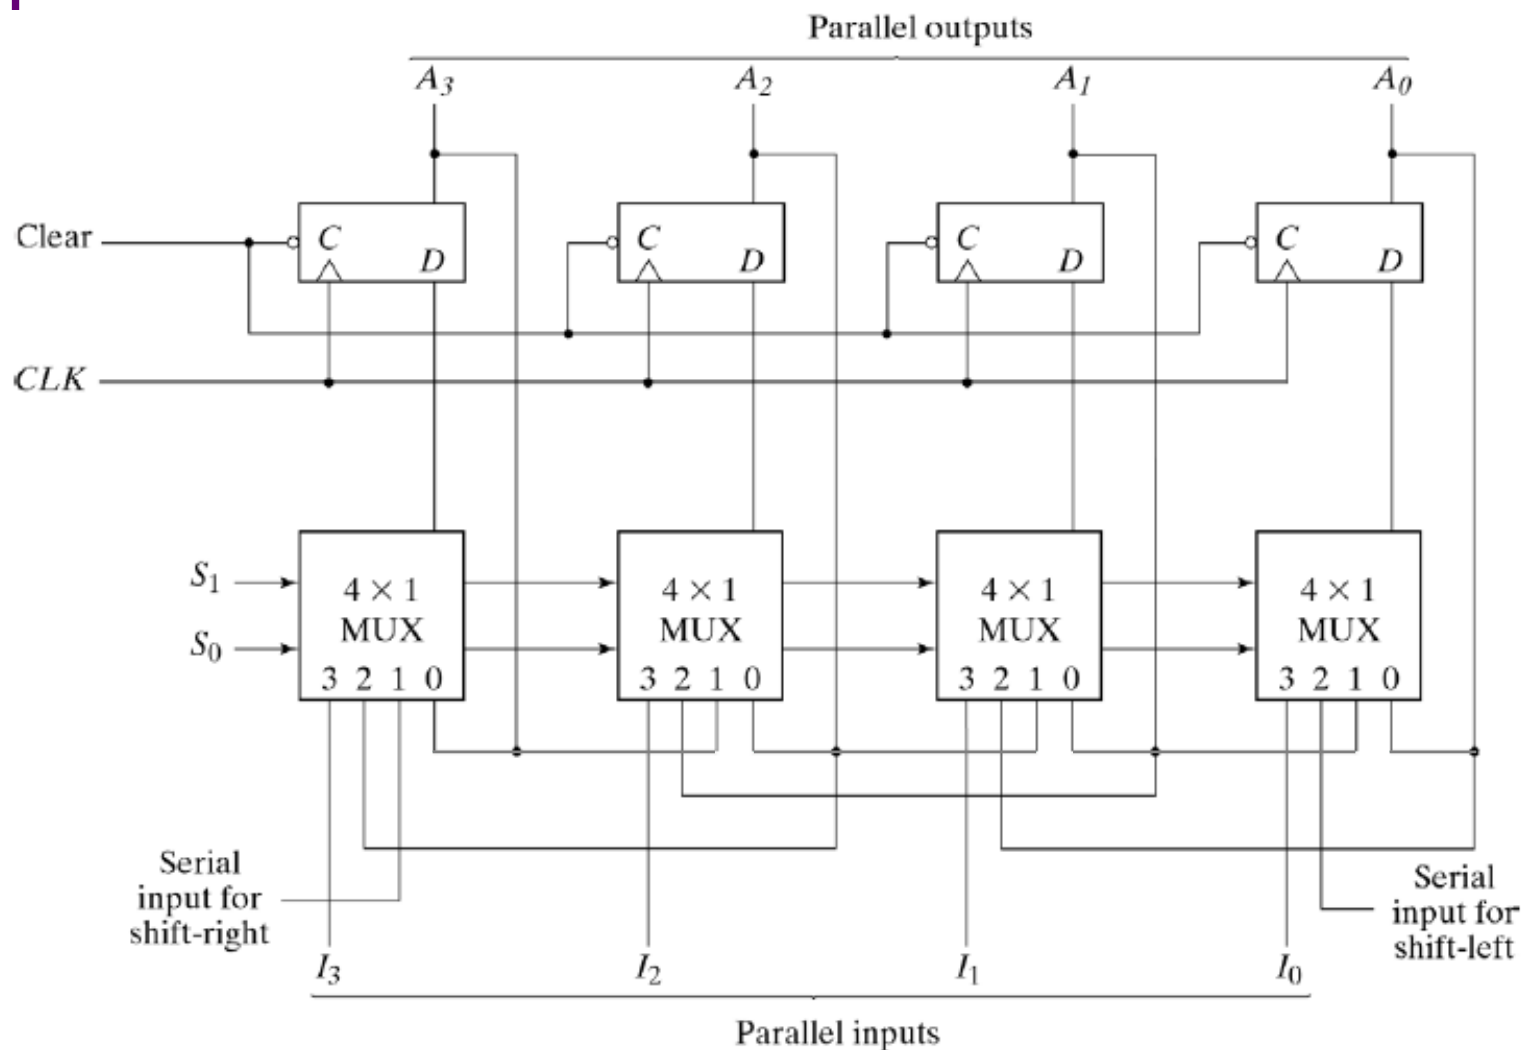 Parallel outputs
A3 A2 A1 A0
Clear C C C C
D D D D
CLK
S1 4 × 1 4 × 1 4 × 1 4 × 1
S0 MUX MUX MUX MUX
3 2 1 0 3 2 1 0 3 2 1 0 3 2 1 0
Serial
input for
shift-right
Serial
input for
shift-left
I3 I2 I1 I0
Parallel inputs